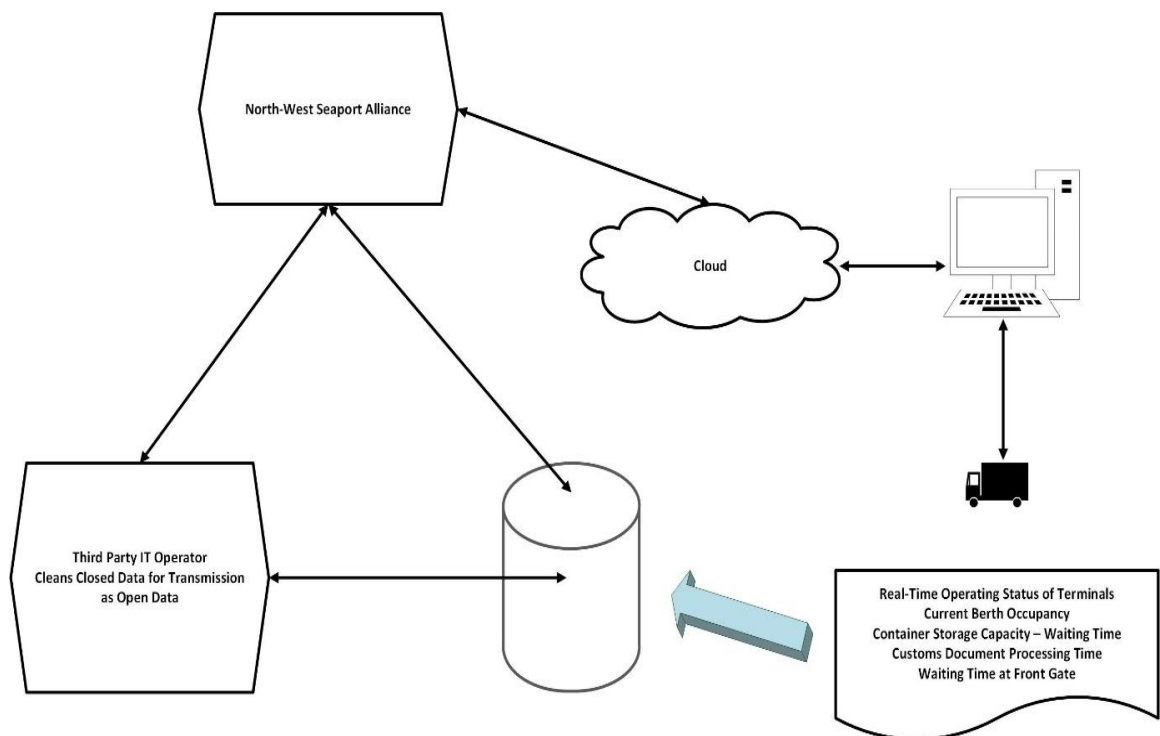 North-West Seaport Alliance
Cloud
Third Party IT Operator
Cleans Closed Data for Transmission
as Open Data
Real-Time Operating Status of Terminals
Current Berth Occupancy
Container Storage Capacity – Waiting Time
Customs Document Processing Time
Waiting Time at Front Gate